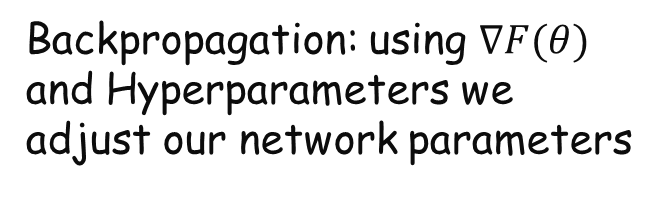 Backpropagation: using ∇F(θ)
and Hyperparameters we
adjust our network parameters